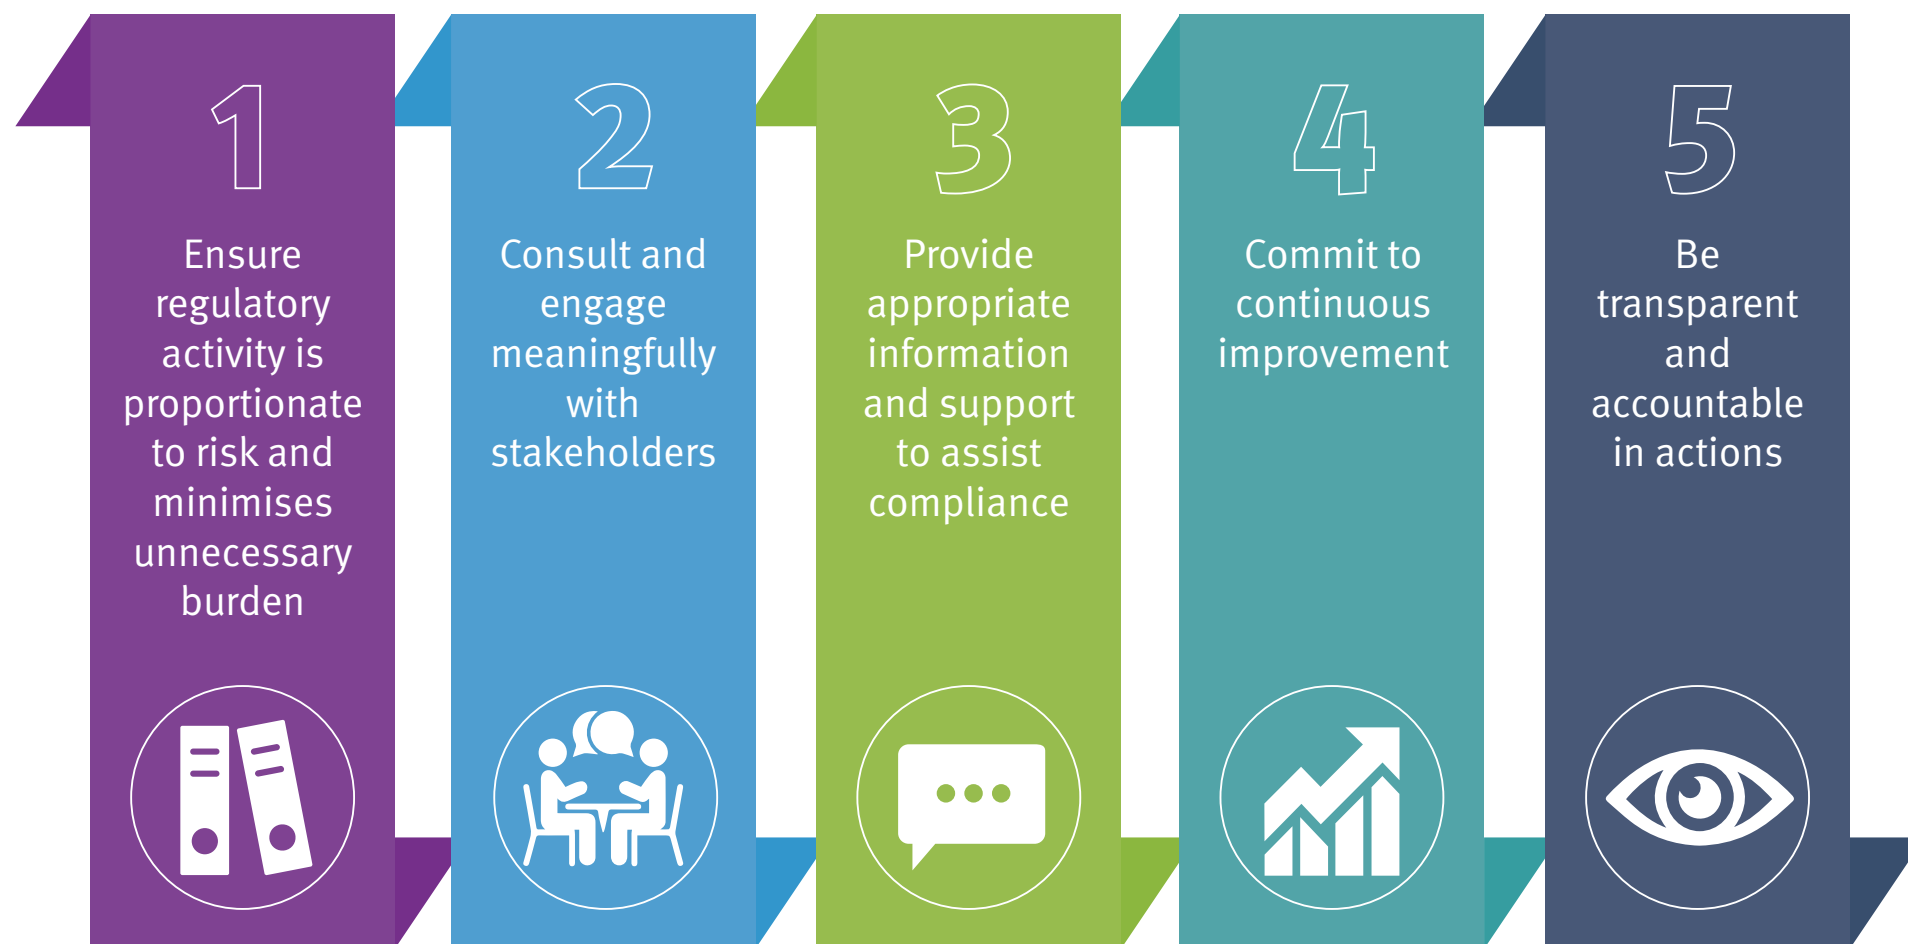 1
Ensure
regulatory
activity is
proportionate
to risk and
minimises
unnecessary
burden
2
Consult and
engage
meaningfully
with
stakeholders
3
Provide
appropriate
information
and support
to assist
compliance
4
Commit to
continuous
improvement
5
Be
transparent
and
accountable
in actions